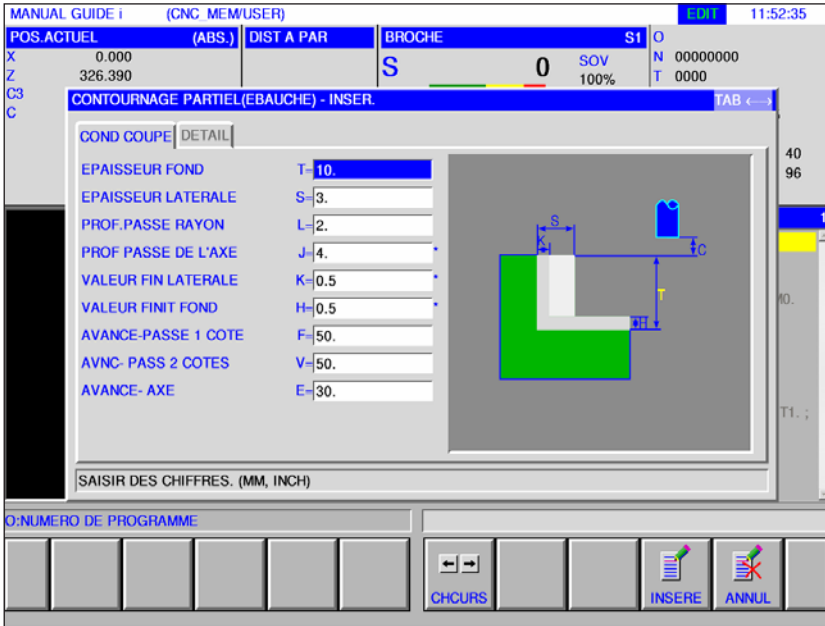 MANUAL GUIDE i (CNC_MEM/USER) EDIT 11:52:35
POS.ACTUEL (ABS.) DIST A PAR BROCHE S1 O
X 0.000 S 0 SOV N 00000000
Z 326.390 100% T 0000
C3
C
CONTOURNAGE PARTIEL(EBAUCHE) - INSER. TAB ←→
COND COUPE DETAIL
40
96
EPAISSEUR FOND T= 10.
EPAISSEUR LATERALE S= 3.
PROF.PASSE RAYON L= 2.
PROF PASSE DE L'AXE J= 4. *
VALEUR FIN LATERALE K= 0.5 *
VALEUR FINIT FOND H= 0.5 *
AVANCE-PASSE 1 COTE F= 50.
AVNC- PASS 2 COTES V= 50.
AVANCE- AXE E= 30.
S
K
C
T
H
1
M0.
T1. ;
SAISIR DES CHIFFRES. (MM, INCH)
O:NUMERO DE PROGRAMME
← →
CHCURS INSERE ANNUL